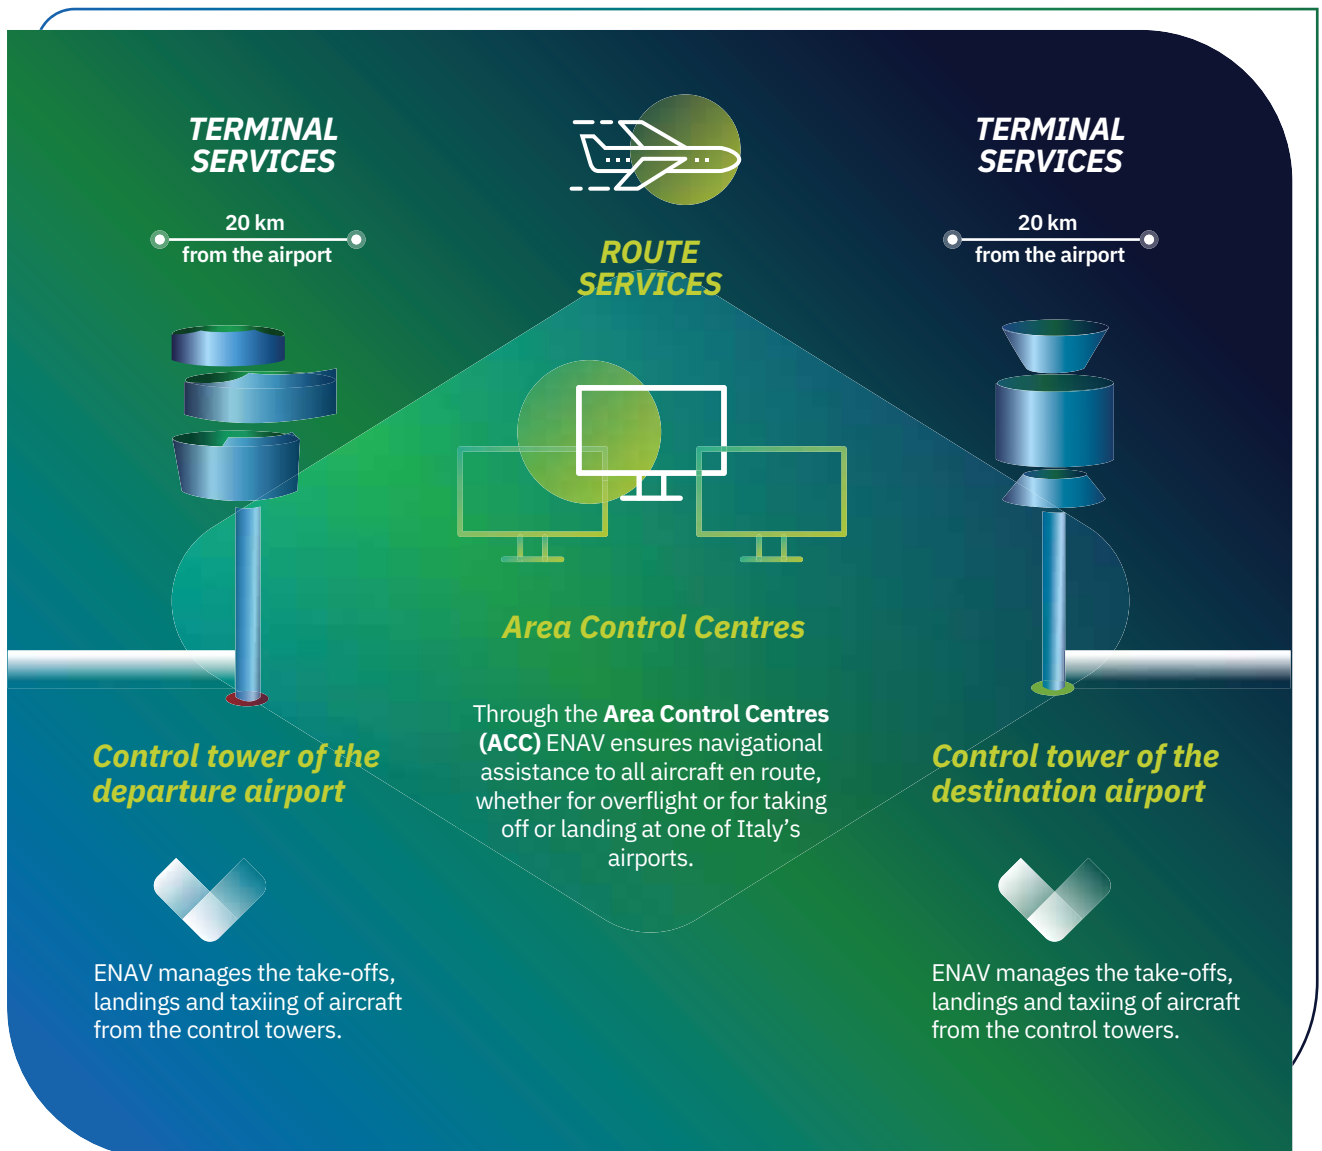 TERMINAL
SERVICES
20 km
from the airport
ROUTE
SERVICES
TERMINAL
SERVICES
20 km
from the airport
Area Control Centres
Through the Area Control Centres
(ACC) ENAV ensures navigational
assistance to all aircraft en route,
whether for overflight or for taking
off or landing at one of Italy's
airports.
Control tower of the
departure airport
ENAV manages the take-offs,
landings and taxiing of aircraft
from the control towers.
Control tower of the
destination airport
ENAV manages the take-offs,
landings and taxiing of aircraft
from the control towers.